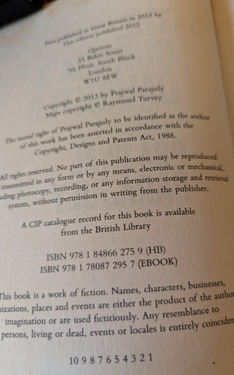 First published in Great Britain in 2013 by
This edition published 2013
Quercus
55 Baker Street
7th Floor, South Block
London
W1U 8EW
Copyright © 2013 by Prajwal Parajuly
Maps copyright © Raymond Turvey
The moral right of Prajwal Parajuly to be identified as the author
of this work has been asserted in accordance with the
Copyright, Designs and Patents Act, 1988.
All rights reserved. No part of this publication may be reproduced
transmitted in any form or by any means, electronic or mechanical,
photocopy, recording, or any information storage and retrieval
system, without permission in writing from the publisher.
A CIP catalogue record for this book is available
from the British Library
ISBN 978 1 84866 275 9 (HB)
ISBN 978 1 78087 295 7 (EBOOK)
This book is a work of fiction. Names, characters, businesses,
places and events are either the product of the author
imagination or are used fictitiously. Any resemblance to
persons, living or dead, events or locales is entirely
10 9 8 7 6 5 4 3 2 1